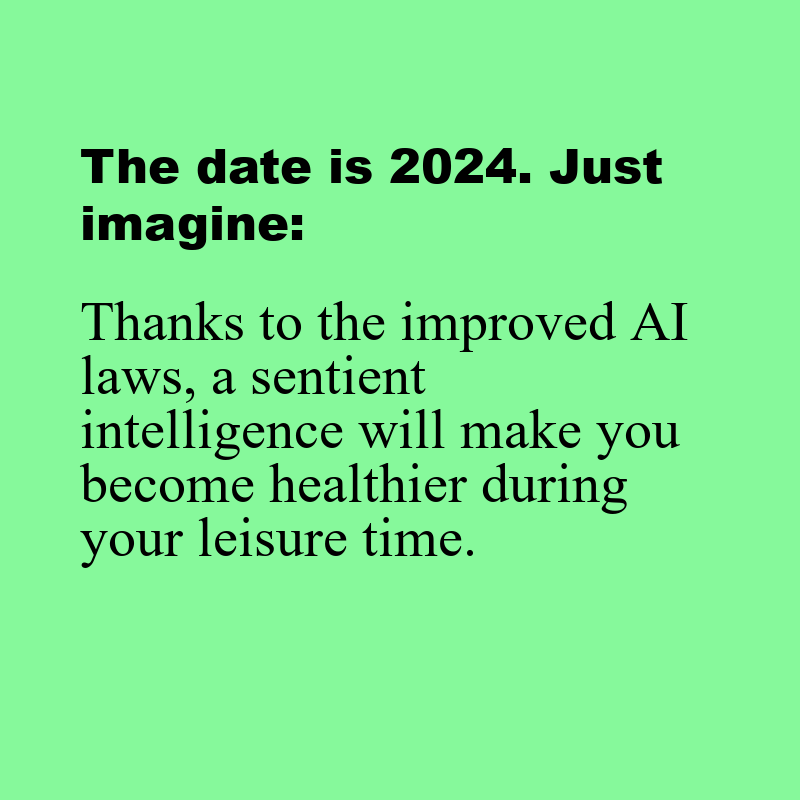 The date is 2024. Just
imagine:
Thanks to the improved AI
laws, a sentient
intelligence will make you
become healthier during
your leisure time.